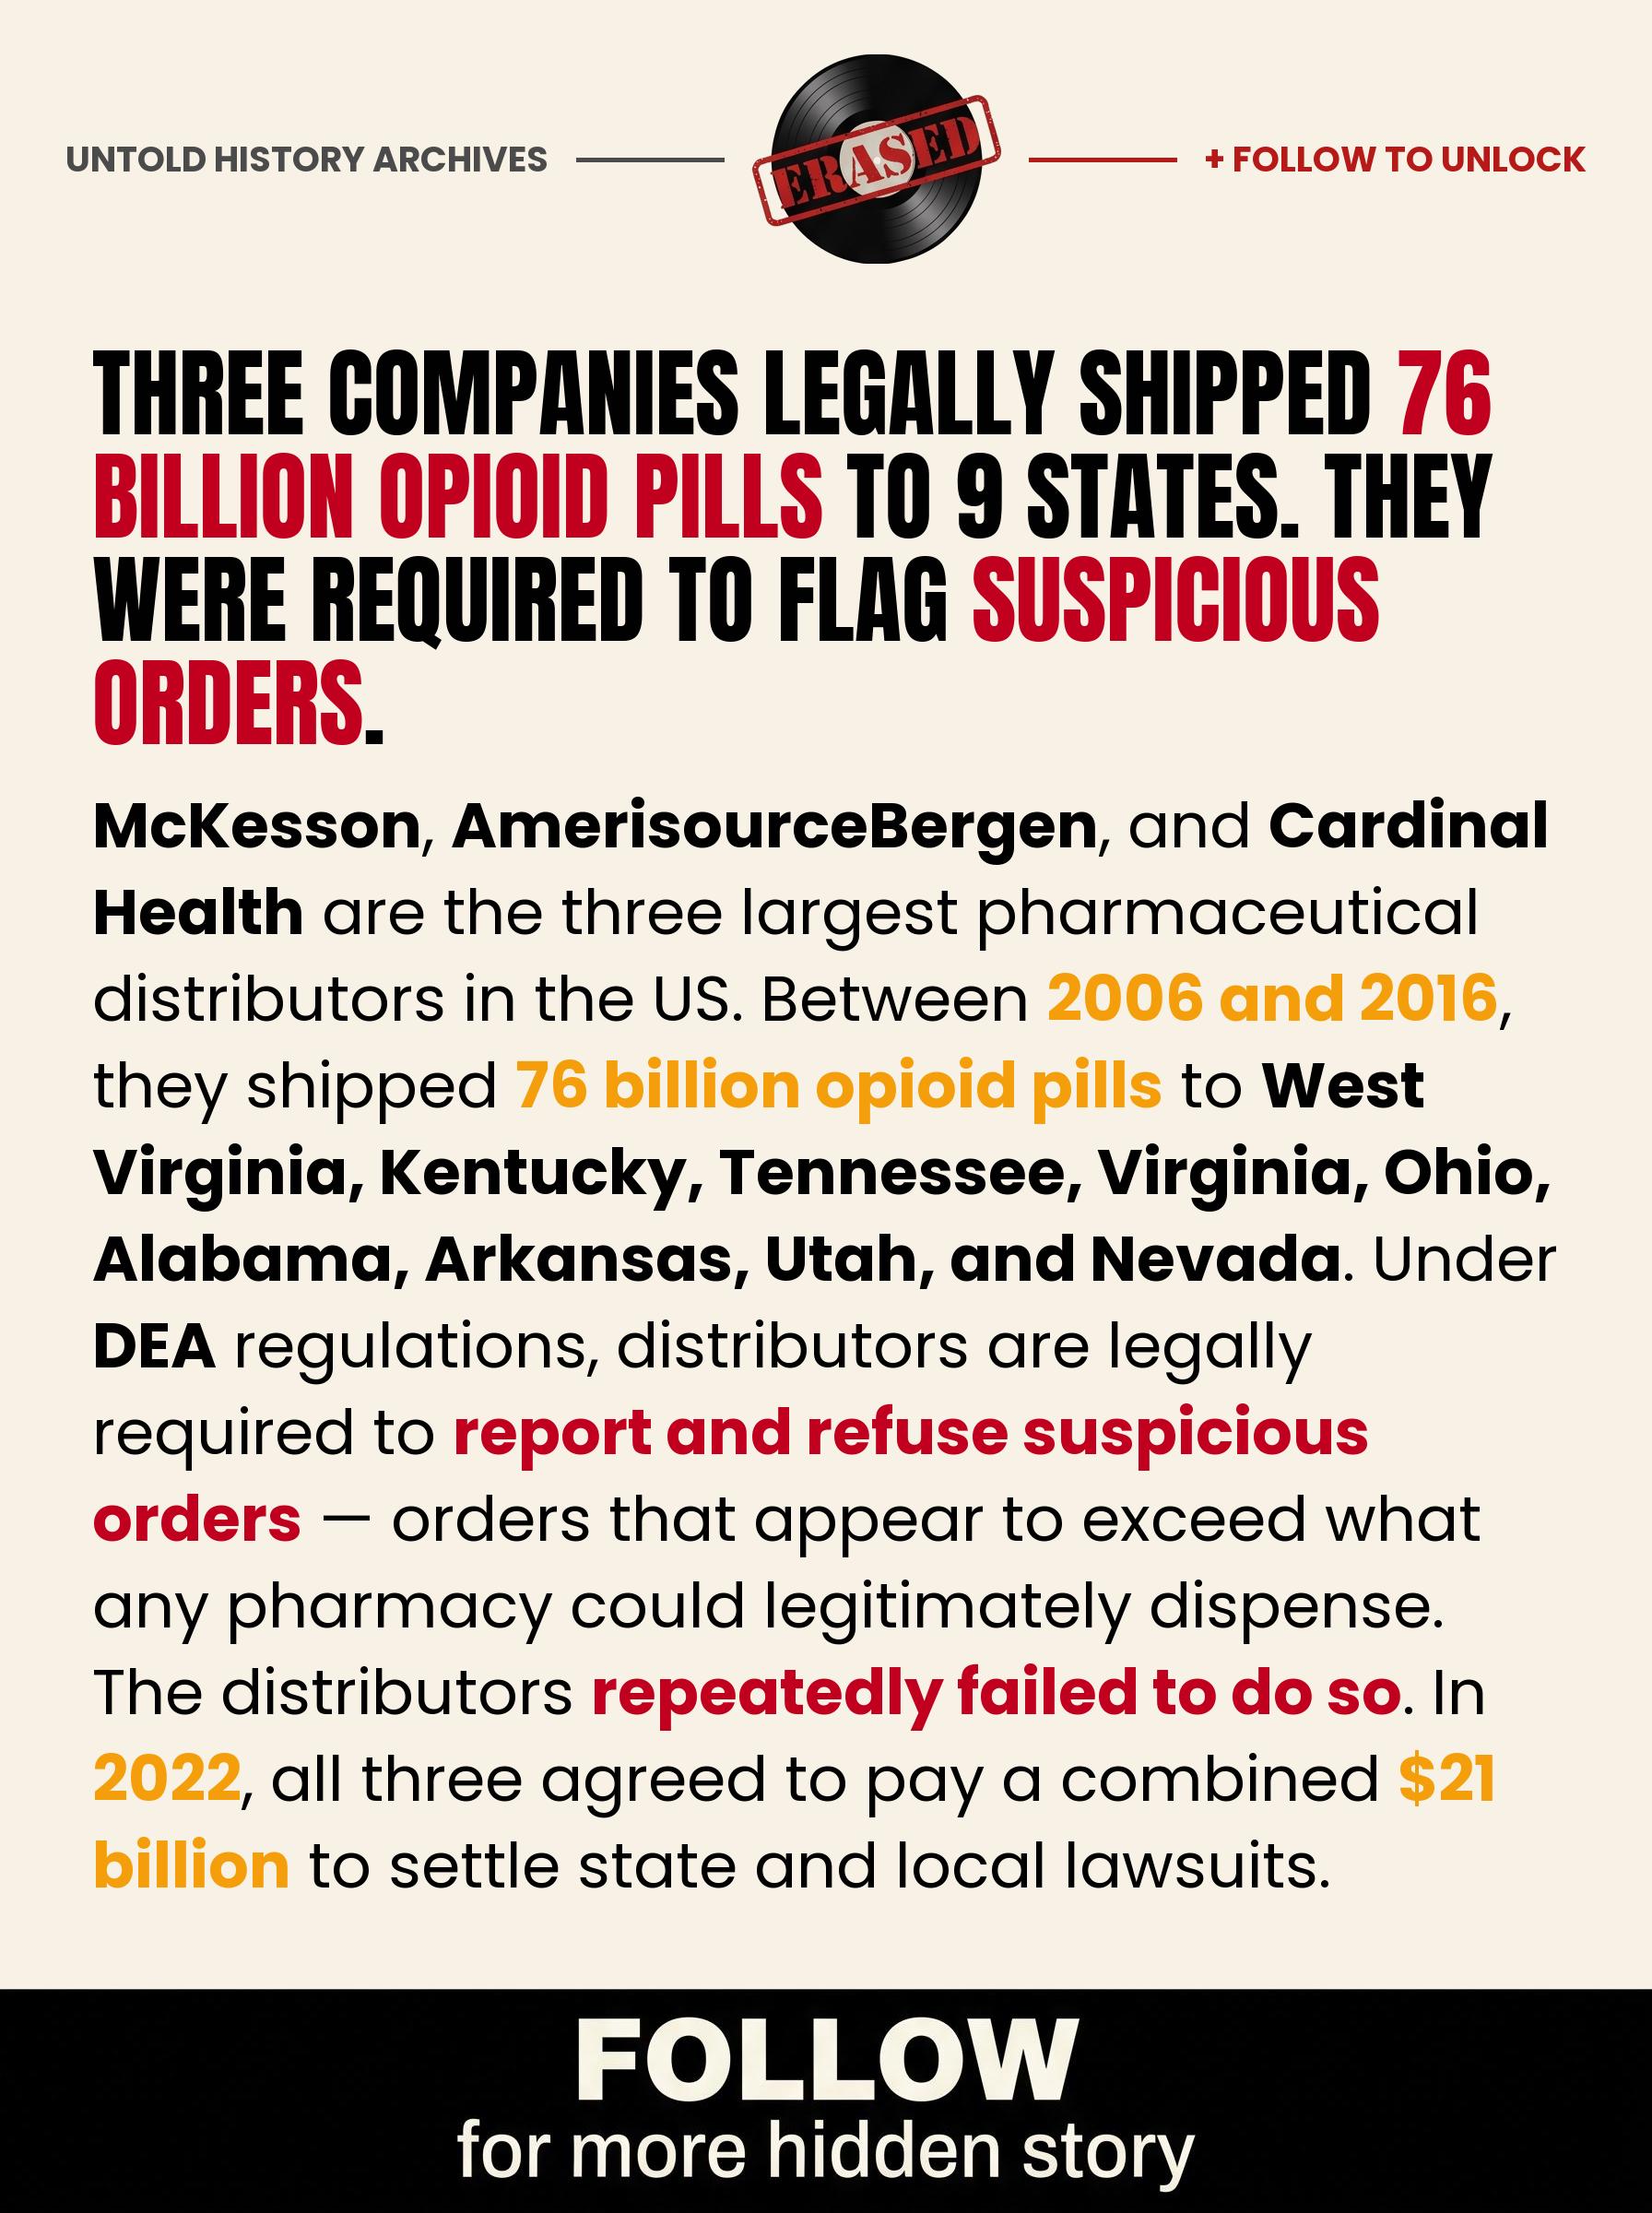 UNTOLD HISTORY ARCHIVES
ERASED
+ FOLLOW TO UNLOCK
THREE COMPANIES LEGALLY SHIPPED 76
BILLION OPIOID PILLS TO 9 STATES. THEY
WERE REQUIRED TO FLAG SUSPICIOUS
ORDERS.
McKesson, AmerisourceBergen, and Cardinal
Health are the three largest pharmaceutical
distributors in the US. Between 2006 and 2016,
they shipped 76 billion opioid pills to West
Virginia, Kentucky, Tennessee, Virginia, Ohio,
Alabama, Arkansas, Utah, and Nevada. Under
DEA regulations, distributors are legally
required to report and refuse suspicious
orders — orders that appear to exceed what
any pharmacy could legitimately dispense.
The distributors repeatedly failed to do so. In
2022, all three agreed to pay a combined $21
billion to settle state and local lawsuits.
FOLLOW
for more hidden story